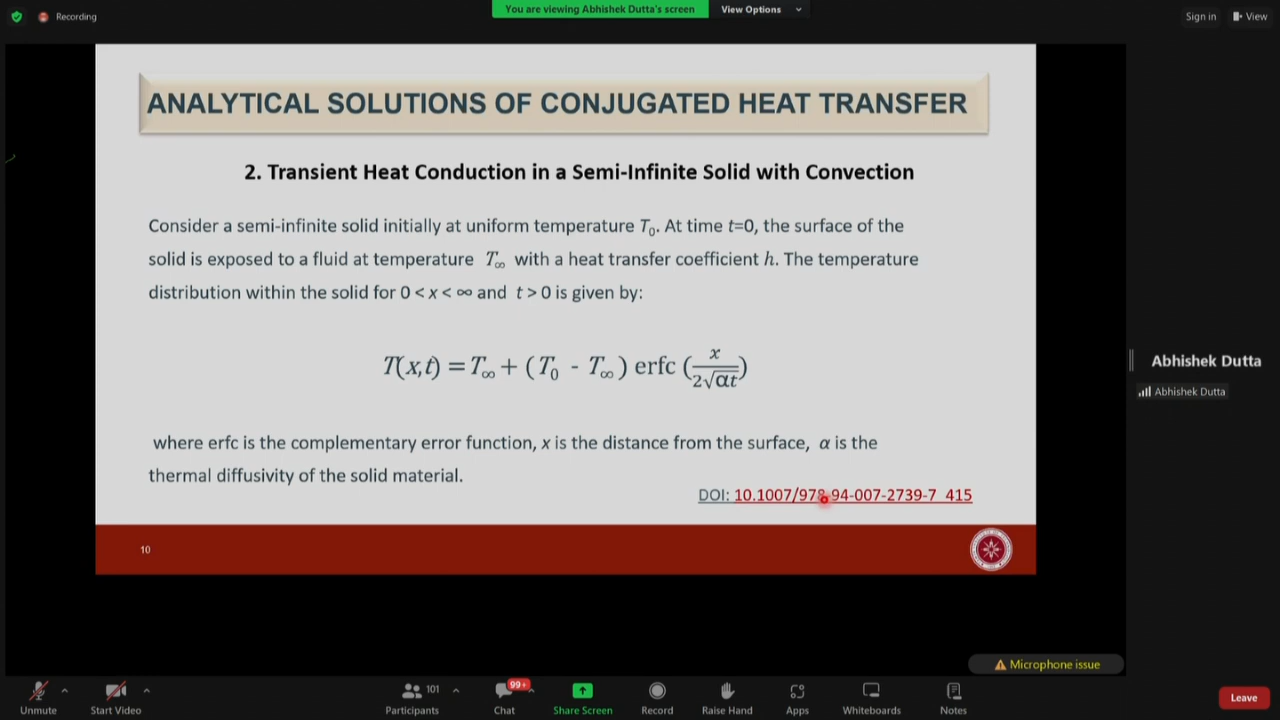 You are viewing Abhishek Dutta's screen
View Options
Recording
Sign in
View
ANALYTICAL SOLUTIONS OF CONJUGATED HEAT TRANSFER
2. Transient Heat Conduction in a Semi-Infinite Solid with Convection
Consider a semi-infinite solid initially at uniform temperature T₀. At time t=0, the surface of the
solid is exposed to a fluid at temperature T∞ with a heat transfer coefficient h. The temperature
distribution within the solid for 0 < x < ∞ and t > 0 is given by:
T(x,t) = T∞ + (T₀ - T∞) erfc (x/2√αt)
where erfc is the complementary error function, x is the distance from the surface, α is the
thermal diffusivity of the solid material.
DOI: 10.1007/978-94-007-2739-7_415
10
Abhishek Dutta
Abhishek Dutta
Microphone issue
Unmute
Start Video
101
Participants
99+
Chat
Share Screen
Record
Raise Hand
Apps
Whiteboards
Notes
Leave